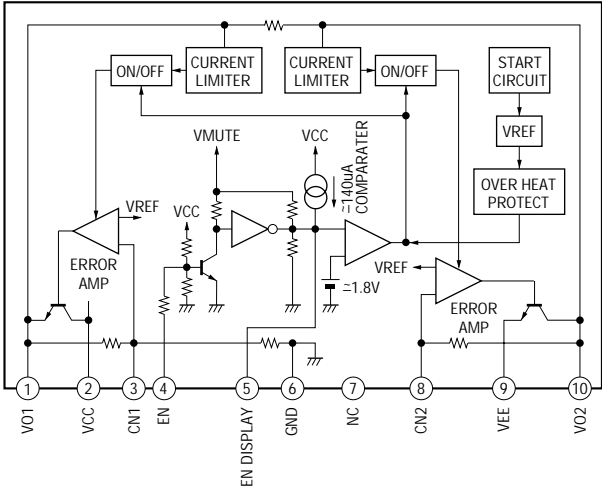 CURRENT
LIMITER
ON/OFF
CURRENT
LIMITER
ON/OFF
START
CIRCUIT
VREF
OVER HEAT
PROTECT
VMUTE
VCC
≃140uA
COMPARATER
VREF
ERROR
AMP
VCC
≃1.8V
VREF
ERROR
AMP
1
2
3
4
5
6
7
8
9
10
VO1
VCC
CN1
EN
EN DISPLAY
GND
NC
CN2
VEE
VO2